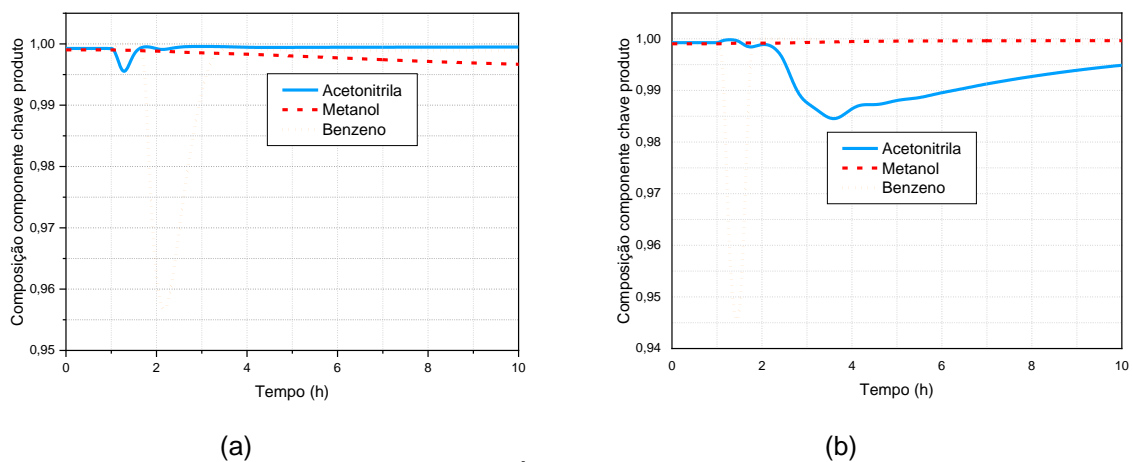 1,00
0,99
0,98
0,97
0,96
0,95
0 2 4 6 8 10
Composição componente chave produto
Tempo (h)
Acetonitrila
Metanol
Benzeno
(a)
1,00
0,99
0,98
0,97
0,96
0,95
0,94
0 2 4 6 8 10
Composição componente chave produto
Tempo (h)
Acetonitrila
Metanol
Benzeno
(b)